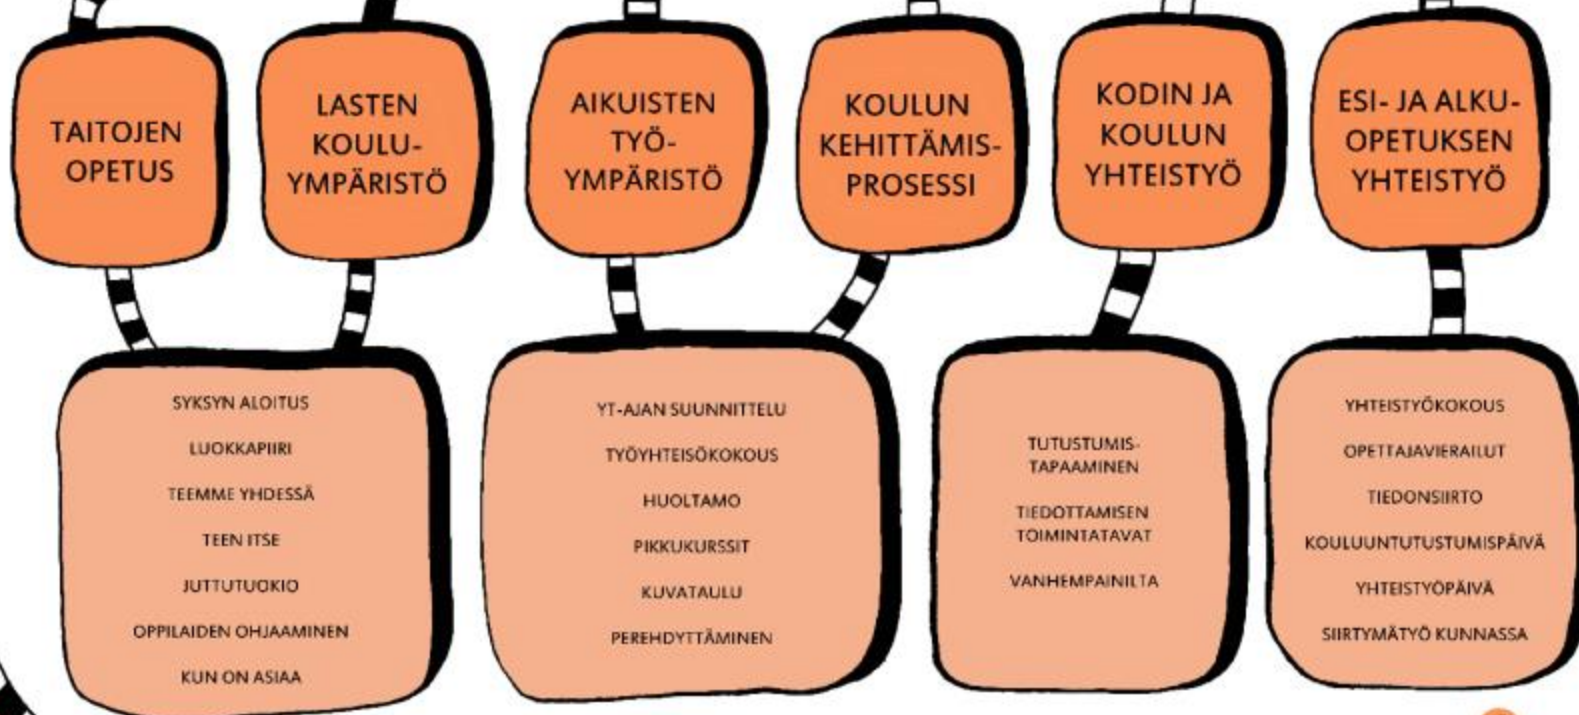 TAITOJEN
OPETUS
LASTEN
KOULU-
YMPÄRISTÖ
AIKUISTEN
TYÖ-
YMPÄRISTÖ
KOULUN
KEHITTÄMIS-
PROSESSI
KODIN JA
KOULUN
YHTEISTYÖ
ESI- JA ALKU-
OPETUKSEN
YHTEISTYÖ
SYKSYN ALOITUS
LUOKKAPIIRI
TEEMME YHDESSÄ
TEEN ITSE
JUTTUTUOKIO
OPPILAIDEN OHJAAMINEN
KUN ON ASIAA
YT-AJAN SUUNNITTELU
TYÖYHTEISÖKOKOUS
HUOLTAMO
PIKKUKURSSIT
KUVATAULU
PEREHDYTTÄMINEN
TUTUSTUMIS-
TAPAAMINEN
TIEDOTTAMISEN
TOIMINTATAVAT
VANHEMPAINILTA
YHTEISTYÖKOKOUS
OPETTAJAVIERAILUT
TIEDONSIIRTO
KOULUUNTUTUSTUMISPÄIVÄ
YHTEISTYÖPÄIVÄ
SIIRTYMÄTYÖ KUNNASSA